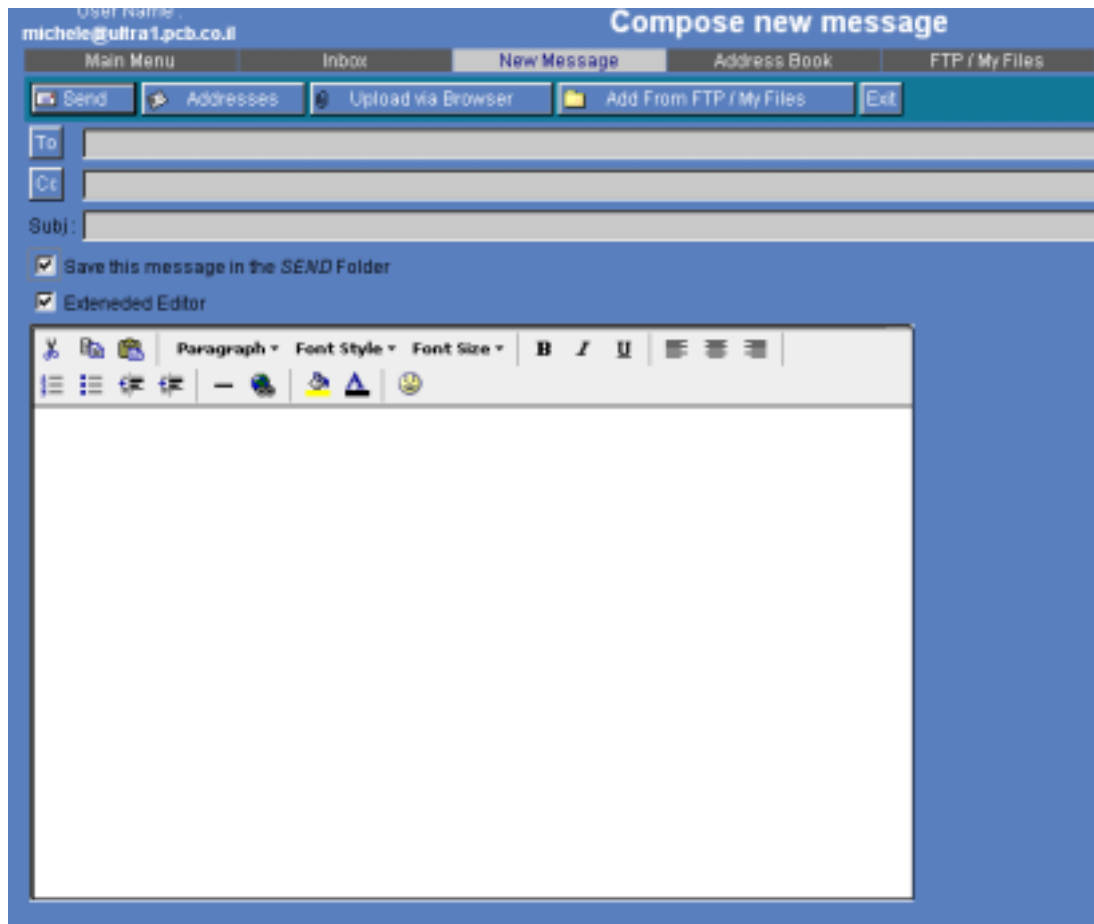 User Name :
michele@ultra1.pcb.co.il
Compose new message
Main Menu Inbox New Message Address Book FTP / My Files
Send Addresses Upload via Browser Add From FTP / My Files Exit
To
Cc
Subj :
Save this message in the SEND Folder
Exteneded Editor
Paragraph Font Style Font Size B I U
A